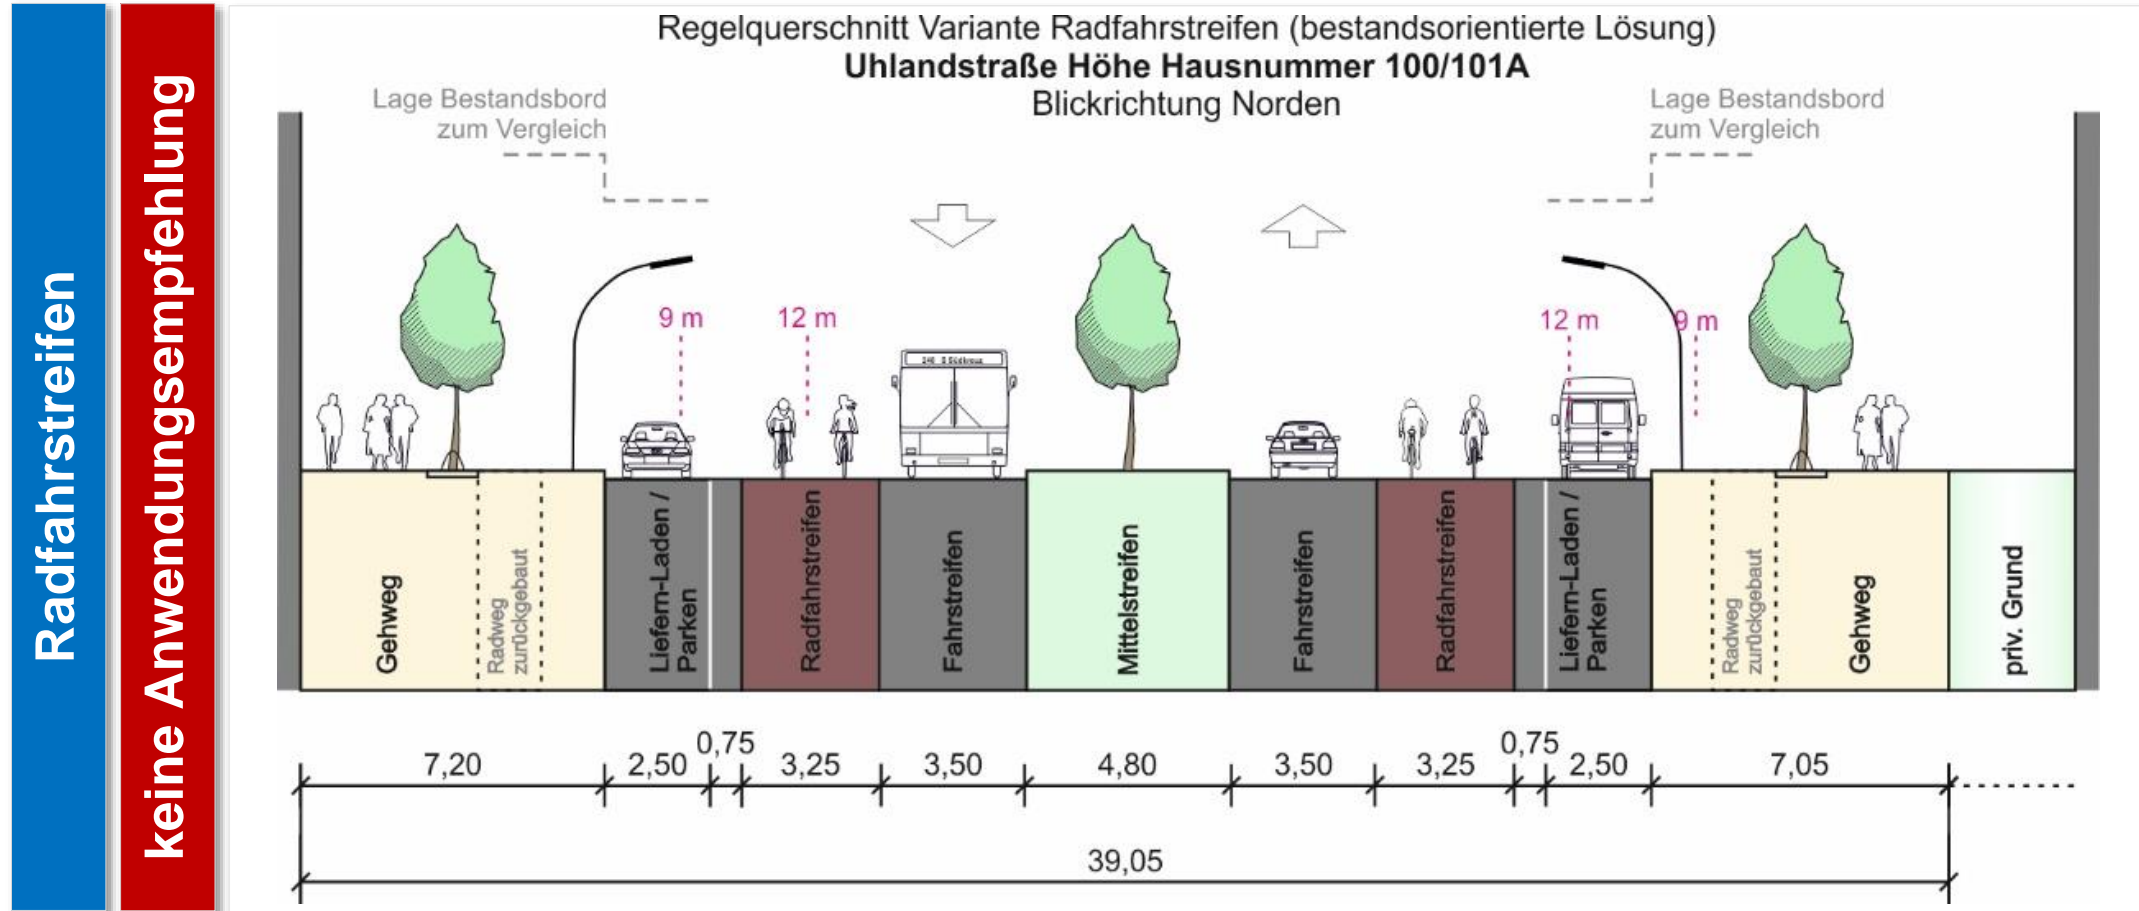 Radfahrstreifen
keine Anwendungsempfehlung
Regelquerschnitt Variante Radfahrstreifen (bestandsorientierte Lösung)
Uhlandstraße Höhe Hausnummer 100/101A
Blickrichtung Norden
Lage Bestandsbord
zum Vergleich
Lage Bestandsbord
zum Vergleich
9 m
12 m
12 m
9 m
Gehweg
Radweg
zurückgebaut
Liefern-Laden /
Parken
Radfahrstreifen
Fahrstreifen
Mittelstreifen
Fahrstreifen
Radfahrstreifen
Liefern-Laden /
Parken
Radweg
zurückgebaut
Gehweg
priv. Grund
7,20
2,50
0,75
3,25
3,50
4,80
3,50
3,25
0,75
2,50
7,05
39,05